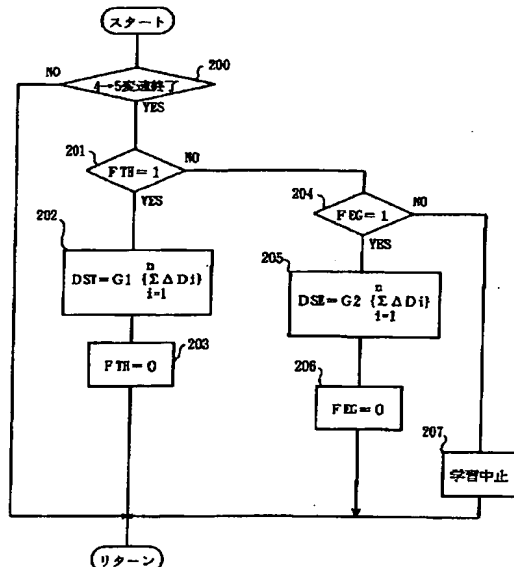 スタート
200
NO
4→5変速終了
YES
201
FTH=1
NO
YES
204
FEG=1
NO
YES
202
DST=G1 {ΣΔDi}
n
i=1
205
DSE=G2 {ΣΔDi}
n
i=1
203
FTH=0
206
FEG=0
207
学習中止
リターン